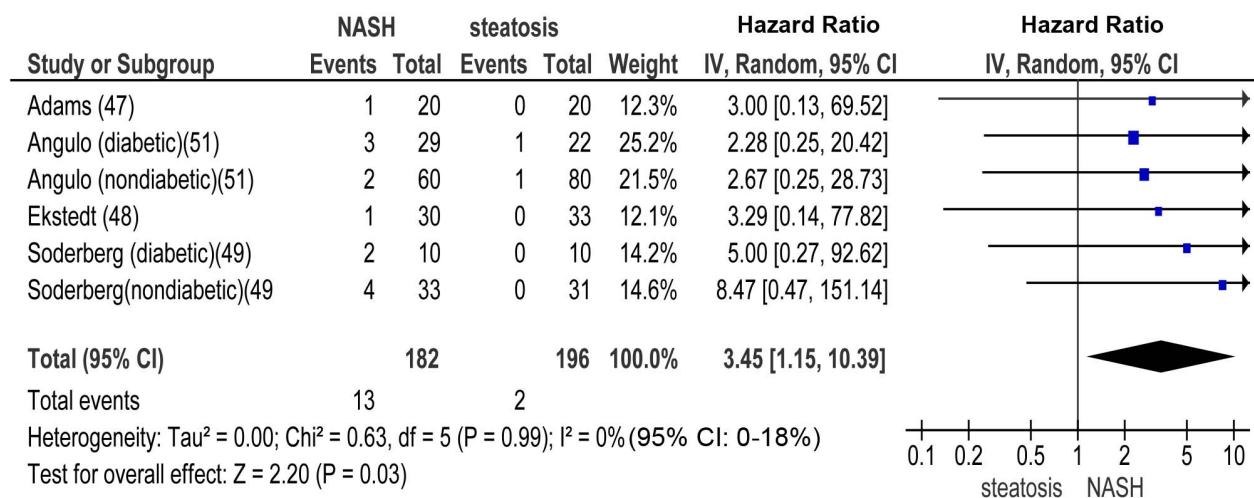 NASH steatosis Hazard Ratio Hazard Ratio
Study or Subgroup Events Total Events Total Weight IV, Random, 95% CI IV, Random, 95% CI
Adams (47) 1 20 0 20 12.3% 3.00 [0.13, 69.52]
Angulo (diabetic)(51) 3 29 1 22 25.2% 2.28 [0.25, 20.42]
Angulo (nondiabetic)(51) 2 60 1 80 21.5% 2.67 [0.25, 28.73]
Ekstedt (48) 1 30 0 33 12.1% 3.29 [0.14, 77.82]
Soderberg (diabetic)(49) 2 10 0 10 14.2% 5.00 [0.27, 92.62]
Soderberg(nondiabetic)(49 4 33 0 31 14.6% 8.47 [0.47, 151.14]
Total (95% CI) 182 196 100.0% 3.45 [1.15, 10.39]
Total events 13 2
Heterogeneity: Tau² = 0.00; Chi² = 0.63, df = 5 (P = 0.99); I² = 0% (95% CI: 0-18%)
Test for overall effect: Z = 2.20 (P = 0.03)
0.1 0.2 0.5 1 2 5 10
steatosis NASH